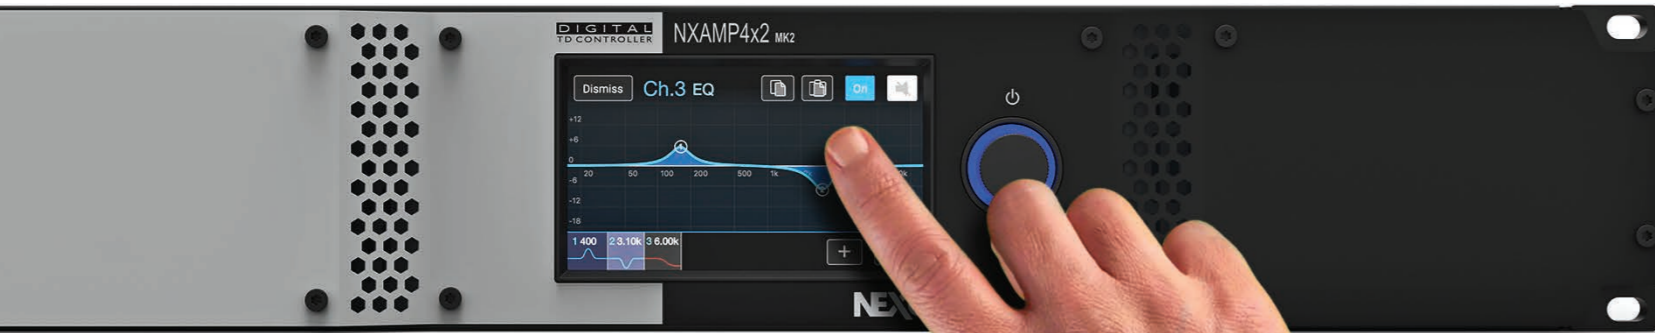 DIGITAL
TD CONTROLLER
NXAMP4x2 MK2
Dismiss Ch.3 EQ On
+12
+6
0
20 50 100 200 500 1k
-6
-12
-18
1 400 2 3.10k 3 6.00k
+